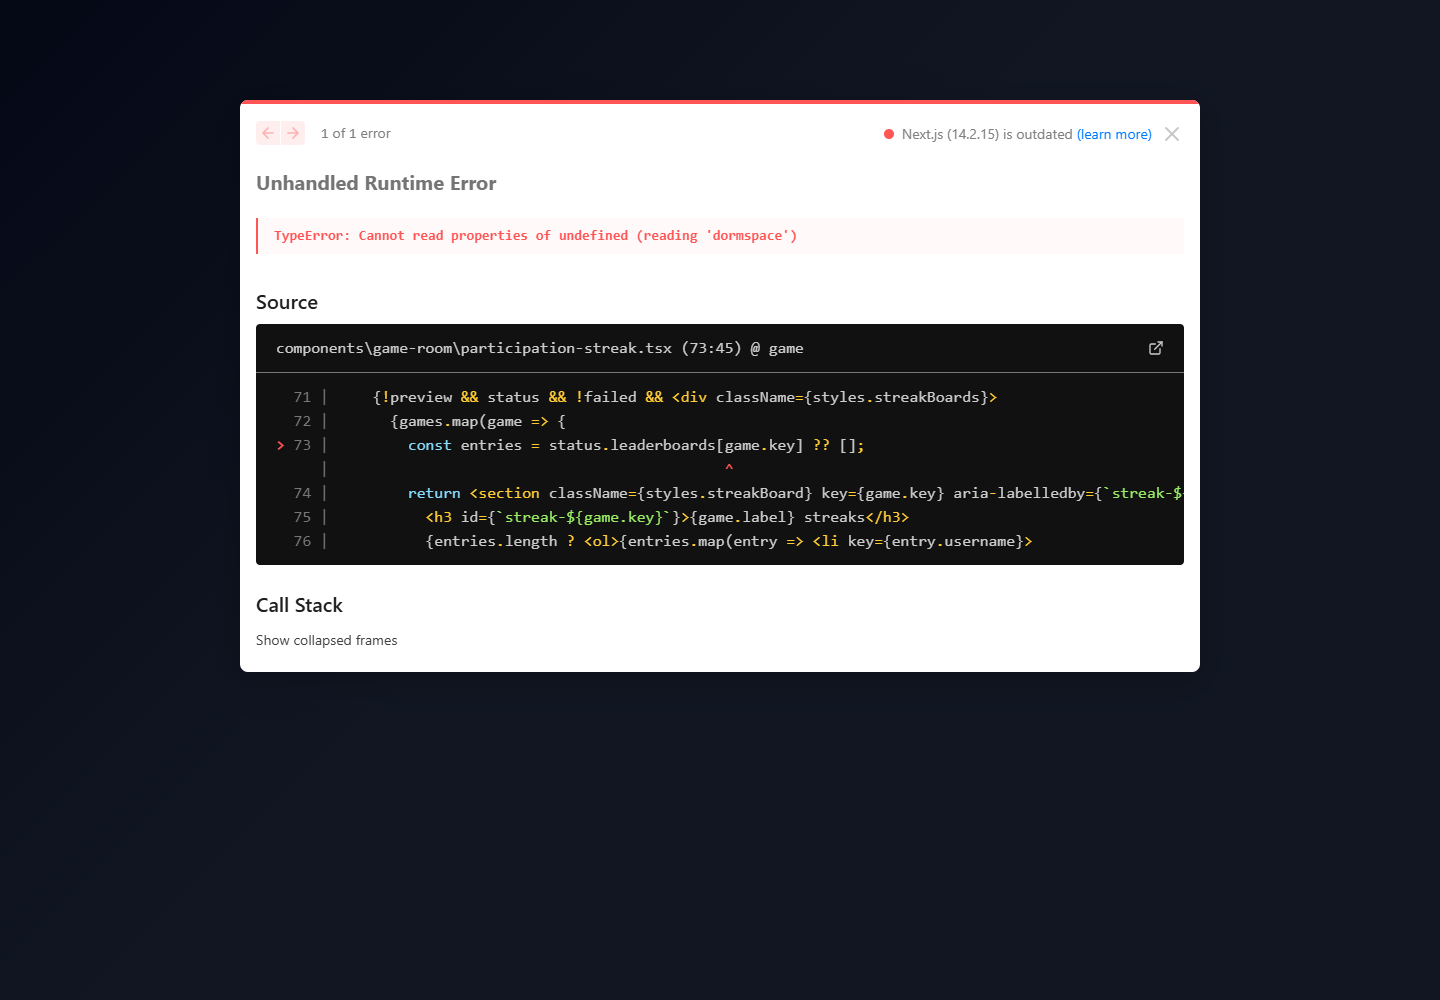 1 of 1 error
Next.js (14.2.15) is outdated (learn more)
Unhandled Runtime Error
TypeError: Cannot read properties of undefined (reading 'dormspace')
Source
components\game-room\participation-streak.tsx (73:45) @ game
71 |     {!preview && status && !failed && <div className={styles.streakBoards}>
72 |       {games.map(game => {
> 73 |         const entries = status.leaderboards[game.key] ?? [];
|                                             ^
74 |         return <section className={styles.streakBoard} key={game.key} aria-labelledby={`streak-$
75 |           <h3 id={`streak-${game.key}`}>{game.label} streaks</h3>
76 |           {entries.length ? <ol>{entries.map(entry => <li key={entry.username}>
Call Stack
Show collapsed frames